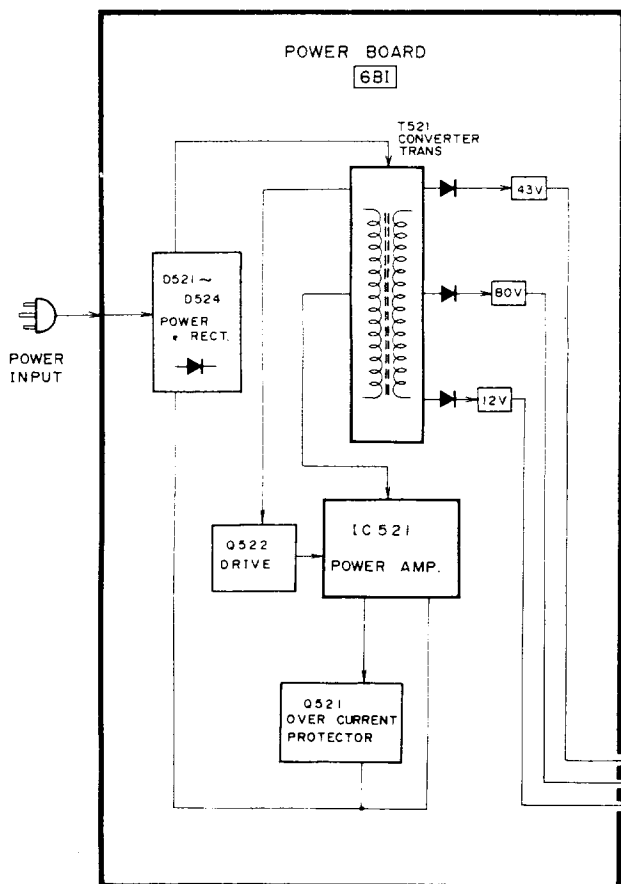 POWER BOARD
6BI
T521
CONVERTER
TRANS
43V
80V
12V
D521~
D524
POWER
RECT.
POWER
INPUT
Q522
DRIVE
IC521
POWER AMP.
Q521
OVER CURRENT
PROTECTOR